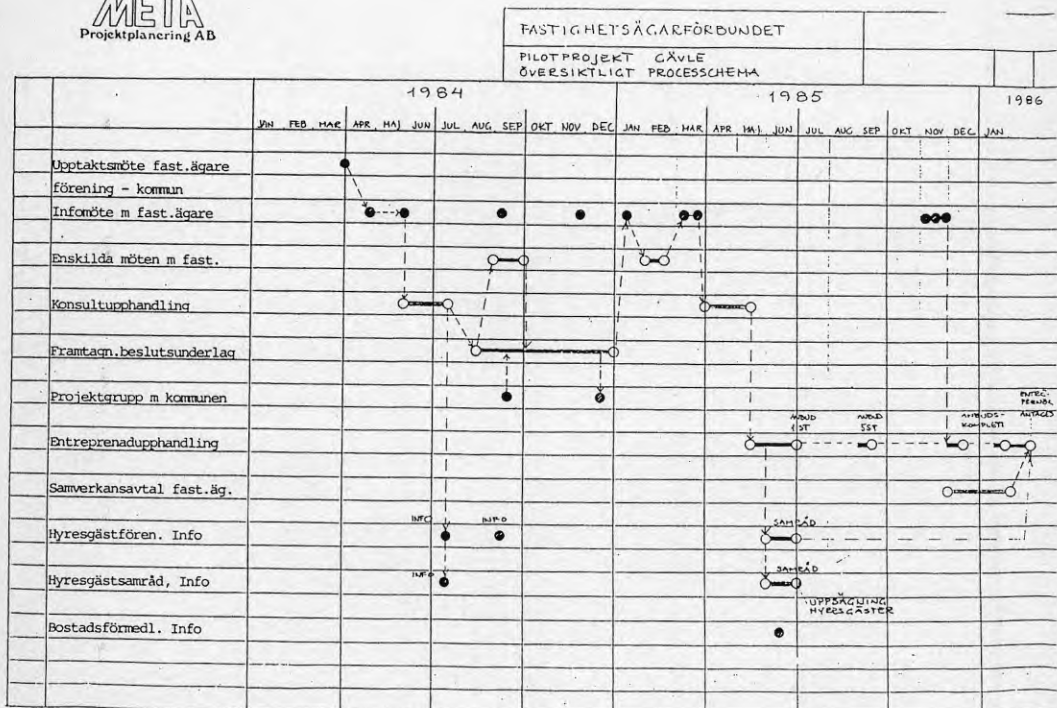 META
Projektplanering AB
FASTIGHETSÄGARFÖRBUNDET
PILOTPROJEKT GÄVLE
ÖVERSIKTLIGT PROCESSCHEMA
1984 1985 1986
JAN FEB MAR APR MAJ JUN JUL AUG SEP OKT NOV DEC JAN FEB MAR APR MAJ JUN JUL AUG SEP OKT NOV DEC JAN
Upptaktsmöte fast.ägare
förening - kommun
Infomöte m fast.ägare
Enskilda möten m fast.
Konsultupphandling
Framtagn.beslutsunderlag
Projektgrupp m kommunen
ANBUD
1 ST
ANBUD
5ST
ANBUDS-
KOMPLETT
ANTAGES
Entreprenadupphandling
Samverkansavtal fast.äg.
INFO INFO SAMRÅD
Hyresgästfören. Info
INFO SAMRÅD
Hyresgästsamråd, Info
UPPSÄGNING
HYRESGÄSTER
Bostadsförmedl. Info